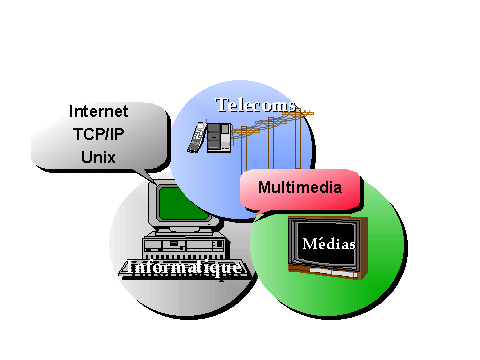 Telecoms
Internet
TCP/IP
Unix
Multimedia
Médias
Informatique